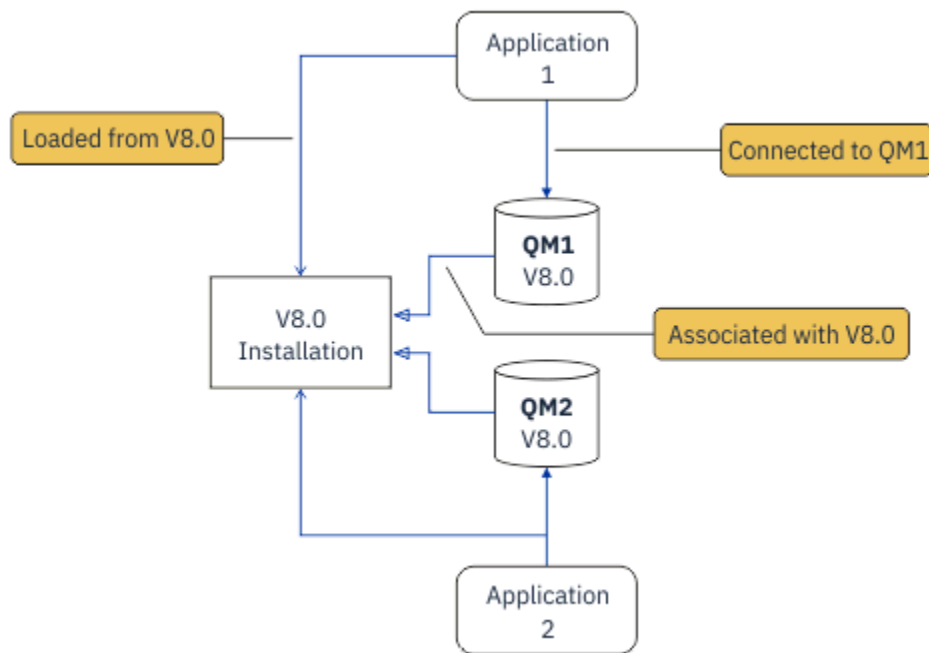 Application
1
Loaded from V8.0
Connected to QM1
QM1
V8.0
V8.0
Installation
Associated with V8.0
QM2
V8.0
Application
2